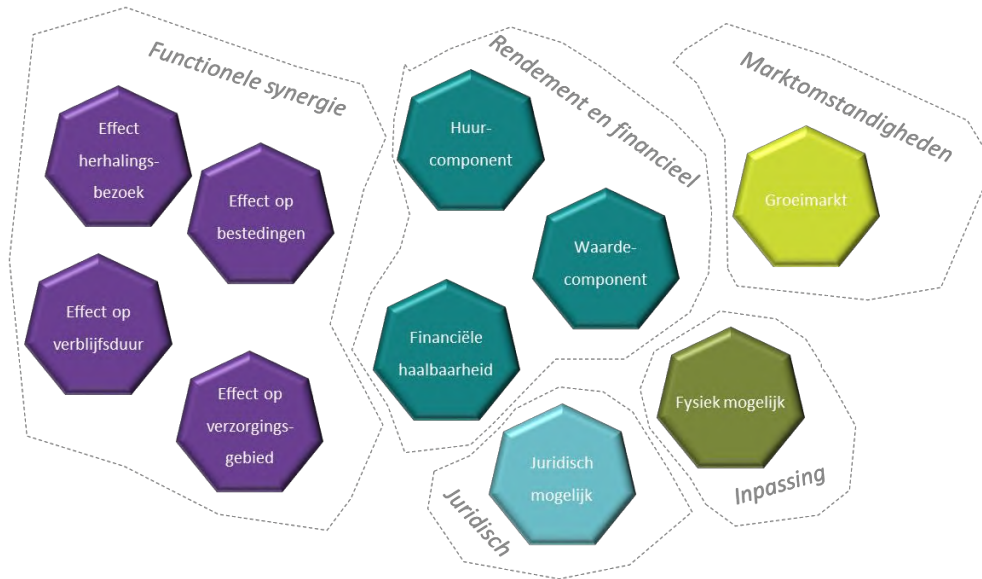 Functionele synergie
Effect
herhalings-
bezoek
Effect op
bestedingen
Effect op
verblijfsduur
Effect op
verzorgings-
gebied
Rendement en financieel
Huur-
component
Waarde-
component
Financiële
haalbaarheid
Marktomstandigheden
Groeimarkt
Juridisch
mogelijk
Juridisch
Fysiek mogelijk
Inpassing